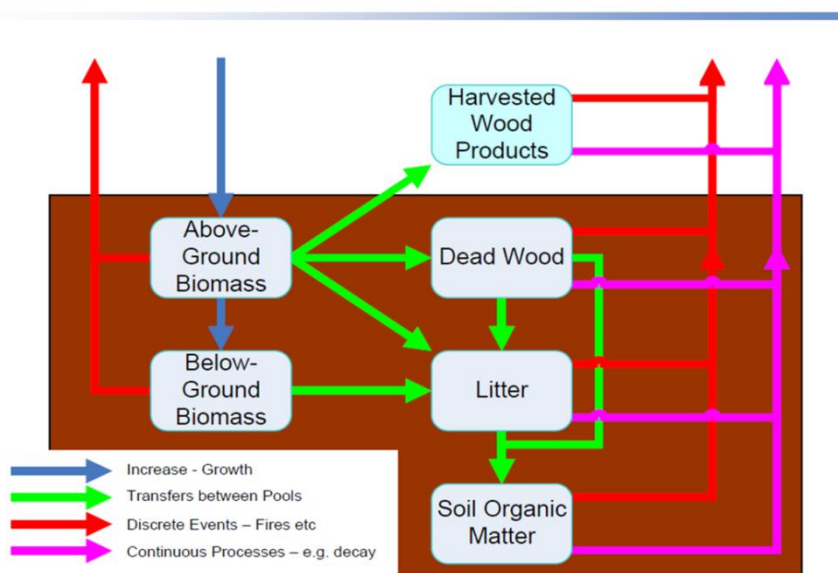 Harvested
Wood
Products
Above-
Ground
Biomass
Dead Wood
Below-
Ground
Biomass
Litter
Soil Organic
Matter
Increase - Growth
Transfers between Pools
Discrete Events – Fires etc
Continuous Processes – e.g. decay